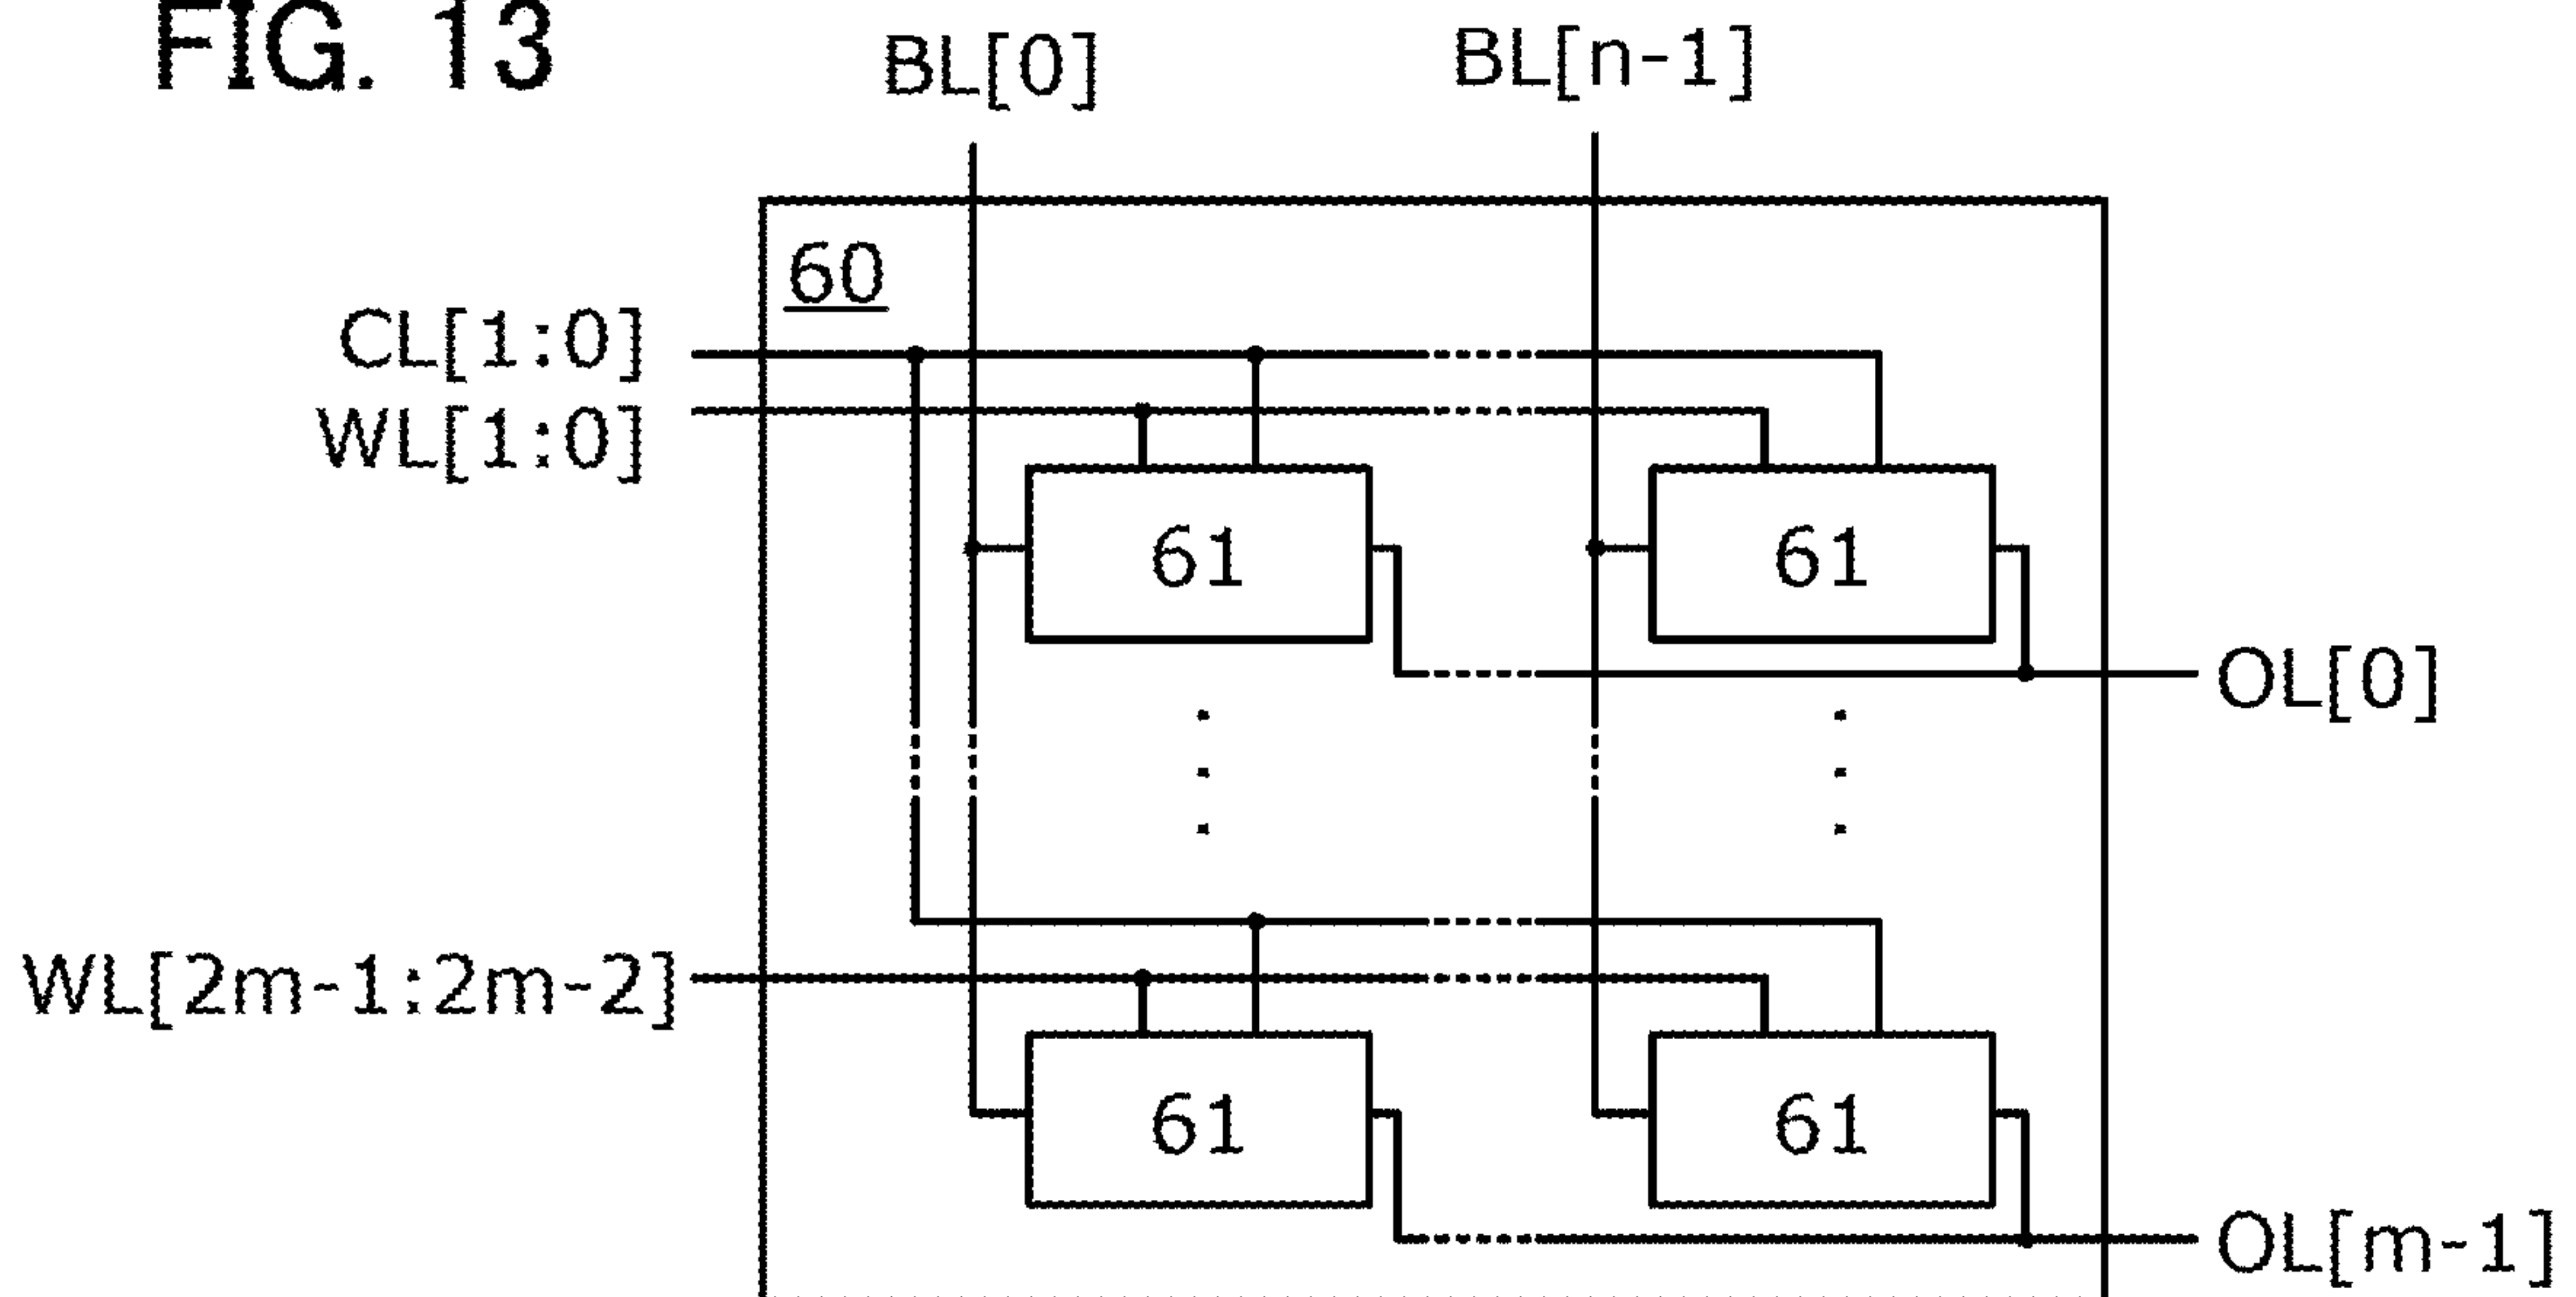 FIG. 13
BL[0]
BL[n-1]
60
CL[1:0]
WL[1:0]
61
61
OL[0]
WL[2m-1:2m-2]
61
61
OL[m-1]